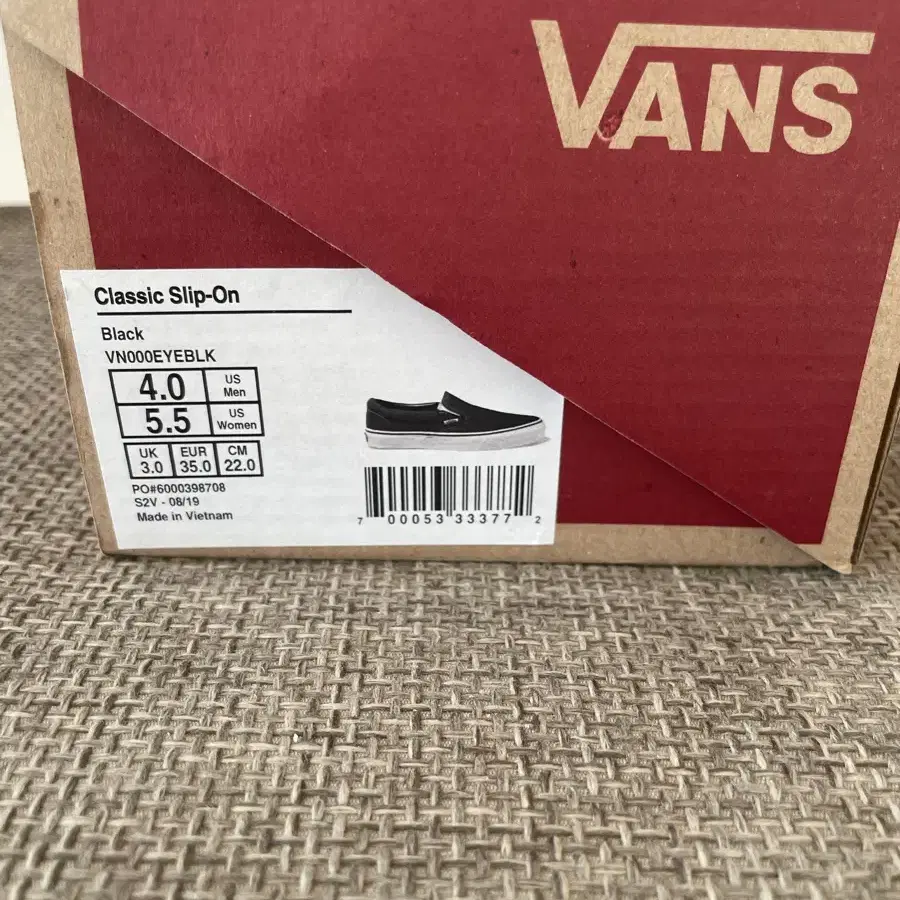 VANS
Classic Slip-On
Black
VN000EYEBLK
4.0 US Men
5.5 US Women
UK 3.0 EUR 35.0 CM 22.0
PO#6000398708
S2V - 08/19
Made in Vietnam
7 00053 33377 2